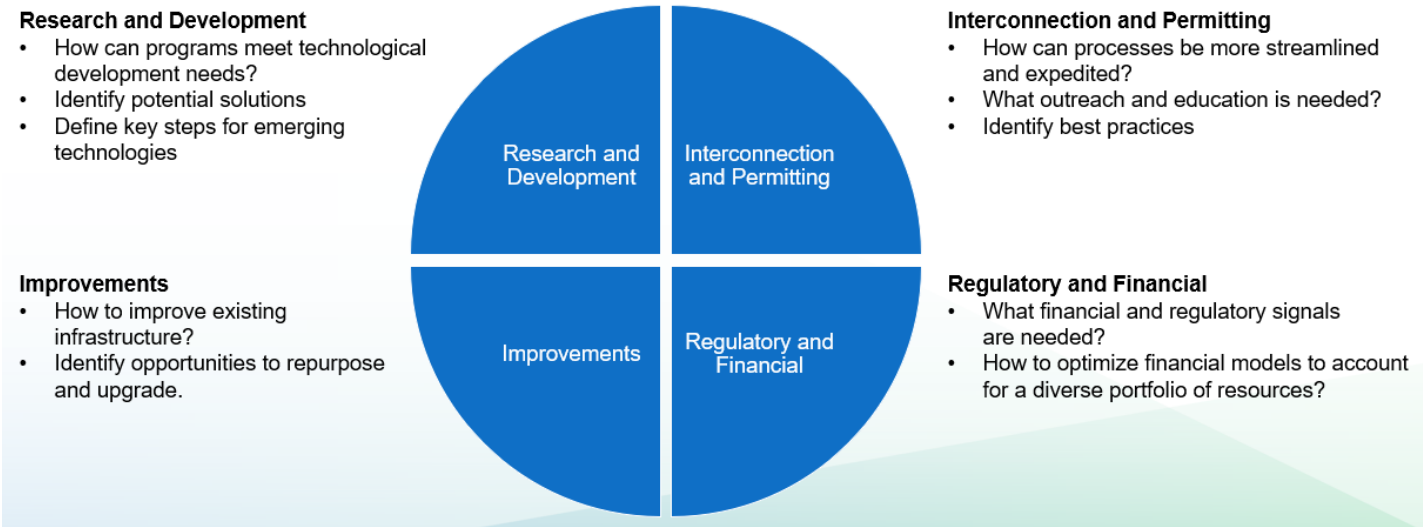 Research and Development
• How can programs meet technological
development needs?
• Identify potential solutions
• Define key steps for emerging
technologies
Interconnection and Permitting
• How can processes be more streamlined
and expedited?
• What outreach and education is needed?
• Identify best practices
Research and
Development
Interconnection
and Permitting
Improvements
Regulatory and
Financial
Improvements
• How to improve existing
infrastructure?
• Identify opportunities to repurpose
and upgrade.
Regulatory and Financial
• What financial and regulatory signals
are needed?
• How to optimize financial models to account
for a diverse portfolio of resources?